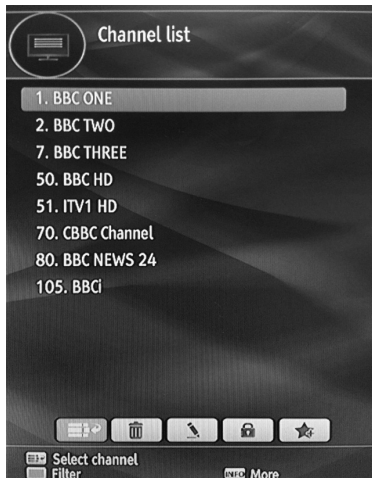 Channel list
1. BBC ONE
2. BBC TWO
7. BBC THREE
50. BBC HD
51. ITV1 HD
70. CBBC Channel
80. BBC NEWS 24
105. BBCi
Select channel
Filter
INFO More